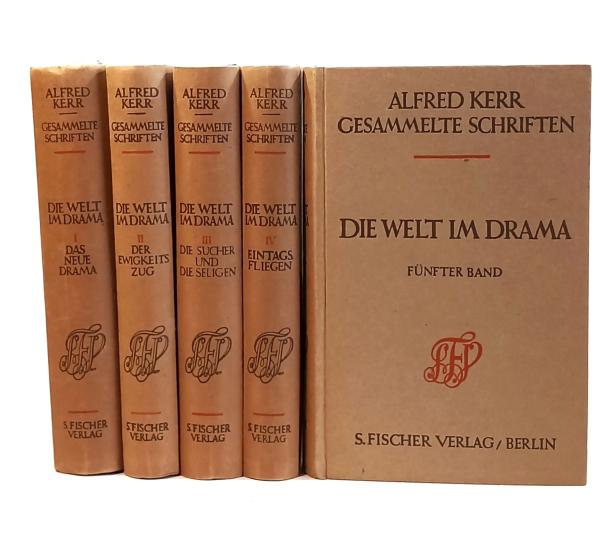 ALFRED
KERR
GESAMMELTE
SCHRIFTEN
DIE WELT
IM DRAMA
I
DAS
NEUE
DRAMA
S. FISCHER
VERLAG
ALFRED
KERR
GESAMMELTE
SCHRIFTEN
DIE WELT
IM DRAMA
II
DER
EWIGKEITS
ZUG
S. FISCHER
VERLAG
ALFRED
KERR
GESAMMELTE
SCHRIFTEN
DIE WELT
IM DRAMA
III
DIE SUCHER
UND
DIE SELIGEN
S. FISCHER
VERLAG
ALFRED
KERR
GESAMMELTE
SCHRIFTEN
DIE WELT
IM DRAMA
IV
EINTAGS
FLIEGEN
S. FISCHER
VERLAG
ALFRED KERR
GESAMMELTE SCHRIFTEN
DIE WELT IM DRAMA
FÜNFTER BAND
S. FISCHER VERLAG / BERLIN